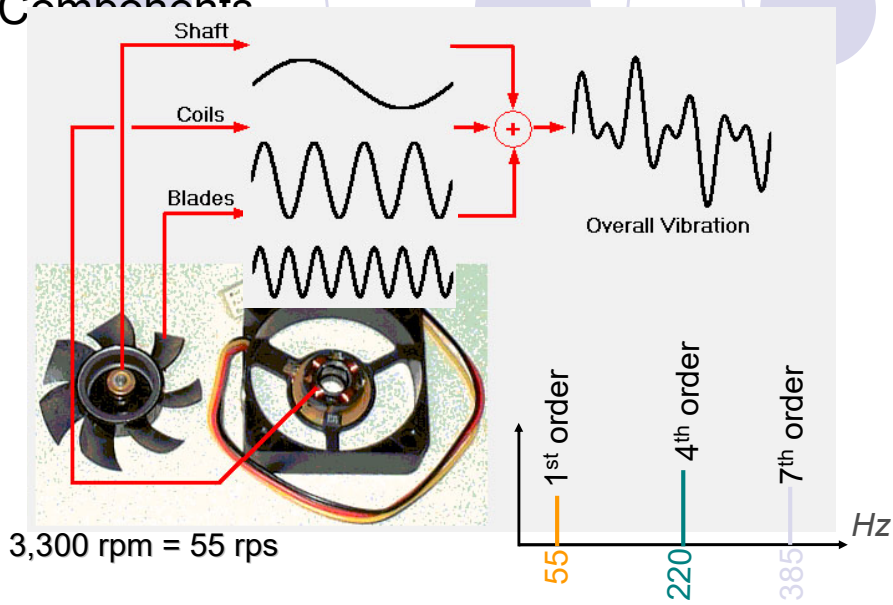 Components
Shaft
Coils
Blades
+
Overall Vibration
1st order
4th order
7th order
Hz
55
220
385
3,300 rpm = 55 rps